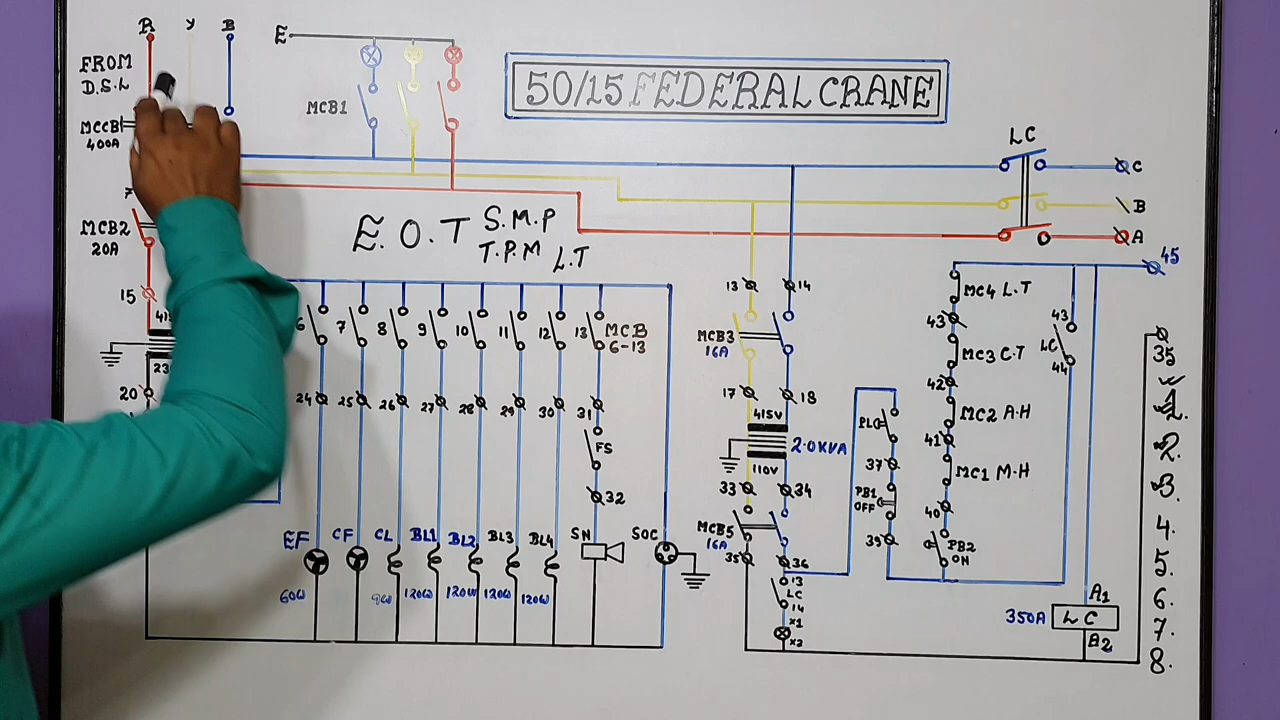 R Y B
E
FROM
D.S.L
MCCB
400A
MCB1
50/15 FEDERAL CRANE
LC
C
B
A
E.O.T
S.M.P
T.P.M
L.T
7
MCB2
20A
15
20
6 7 8 9 10 11 12 13
MCB
6-13
24 25 26 27 28 29 30 31
FS
32
EF CF CL BL1 BL2 BL3 BL4 SN SOC
60W 9W 120W 120W 120W 120W
13 14
MCB3
16A
17 18
415V
2.0KVA
110V
33 34
MCB5
16A
35 36
13
LC
14
X1
X2
PL
37
PB1
OFF
39
45
MC4 L.T
43
MC3 C.T
42
MC2 A.H
41
MC1 M.H
40
PB2
ON
43
LC
44
350A
LC
A1
A2
35
1.
2.
3.
4.
5.
6.
7.
8.